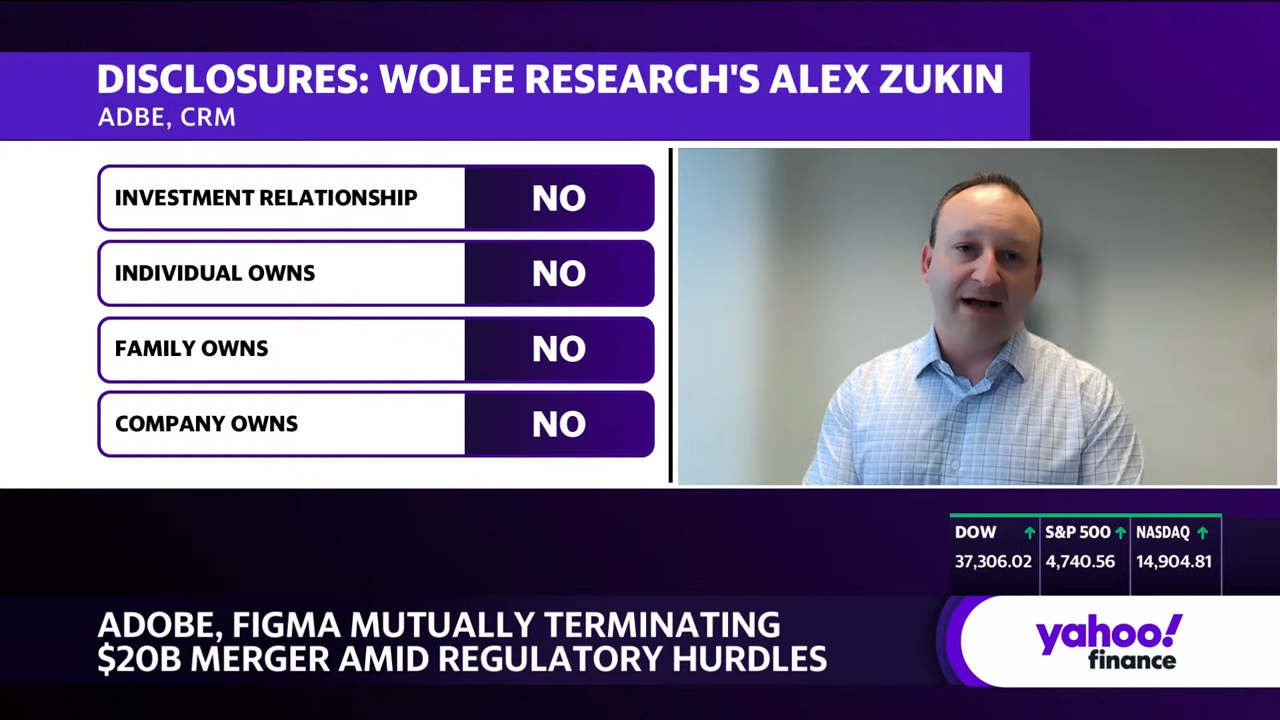 DISCLOSURES: WOLFE RESEARCH'S ALEX ZUKIN
ADBE, CRM
INVESTMENT RELATIONSHIP NO
INDIVIDUAL OWNS NO
FAMILY OWNS NO
COMPANY OWNS NO
DOW S&P 500 NASDAQ
37,306.02 4,740.56 14,904.81
ADOBE, FIGMA MUTUALLY TERMINATING
$20B MERGER AMID REGULATORY HURDLES
yahoo!
finance